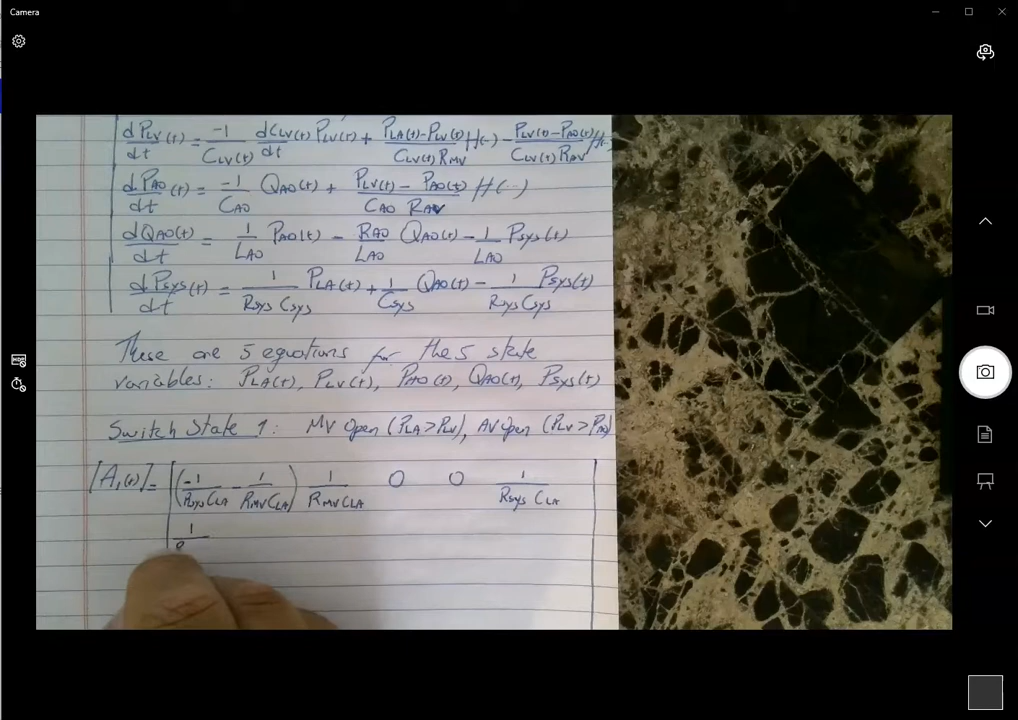 Camera
dPLV(t)/dt = -1/CLV(t) dCLV(t)/dt PLV(t) + PLA(t)-PLV(t)/CLV(t) RMV H(..) - PLV(t)-PAO(t)/CLV(t) RAV H(..
dPAO(t)/dt = -1/CAO QAO(t) + PLV(t) - PAO(t)/CAO RAV H(...)
dQAO(t)/dt = 1/LAO PAO(t) - RAO/LAO QAO(t) - 1/LAO PSYS(t)
dPSYS(t)/dt = 1/RSYS CSYS PLA(t) + 1/CSYS QAO(t) - 1/RSYS CSYS PSYS(t)
These are 5 equations for the 5 state
variables: PLA(t), PLV(t), PAO(t), QAO(t), PSYS(t)
Switch State 1: MV Open (PLA>PLV), AV open (PLV>PAO)
[A1(t)] = (-1/RSYS CLA - 1/RMV CLA) 1/RMV CLA 0 0 1/RSYS CLA
1